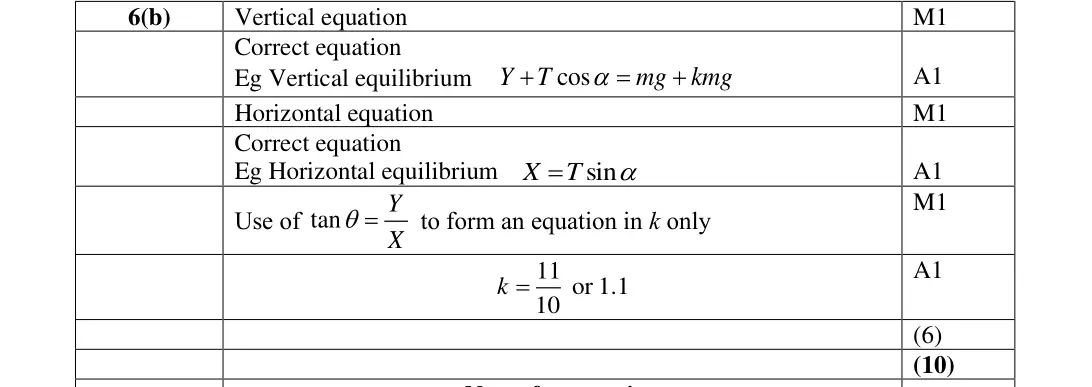 6(b) Vertical equation M1
Correct equation
Eg Vertical equilibrium Y + T cos α = mg + kmg A1
Horizontal equation M1
Correct equation
Eg Horizontal equilibrium X = T sin α A1
Use of tan θ = Y/X to form an equation in k only M1
k = 11/10 or 1.1 A1
(6)
(10)